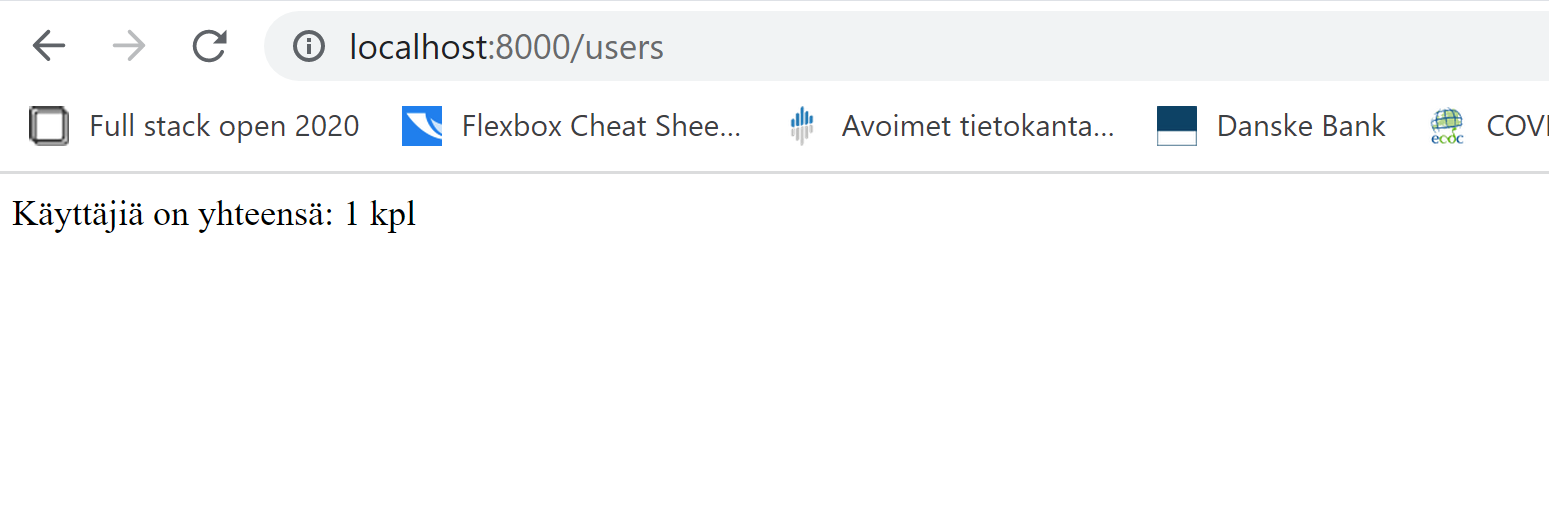 localhost:8000/users
Full stack open 2020 Flexbox Cheat Shee... Avoimet tietokanta... Danske Bank ecdc COVI
Käyttäjiä on yhteensä: 1 kpl